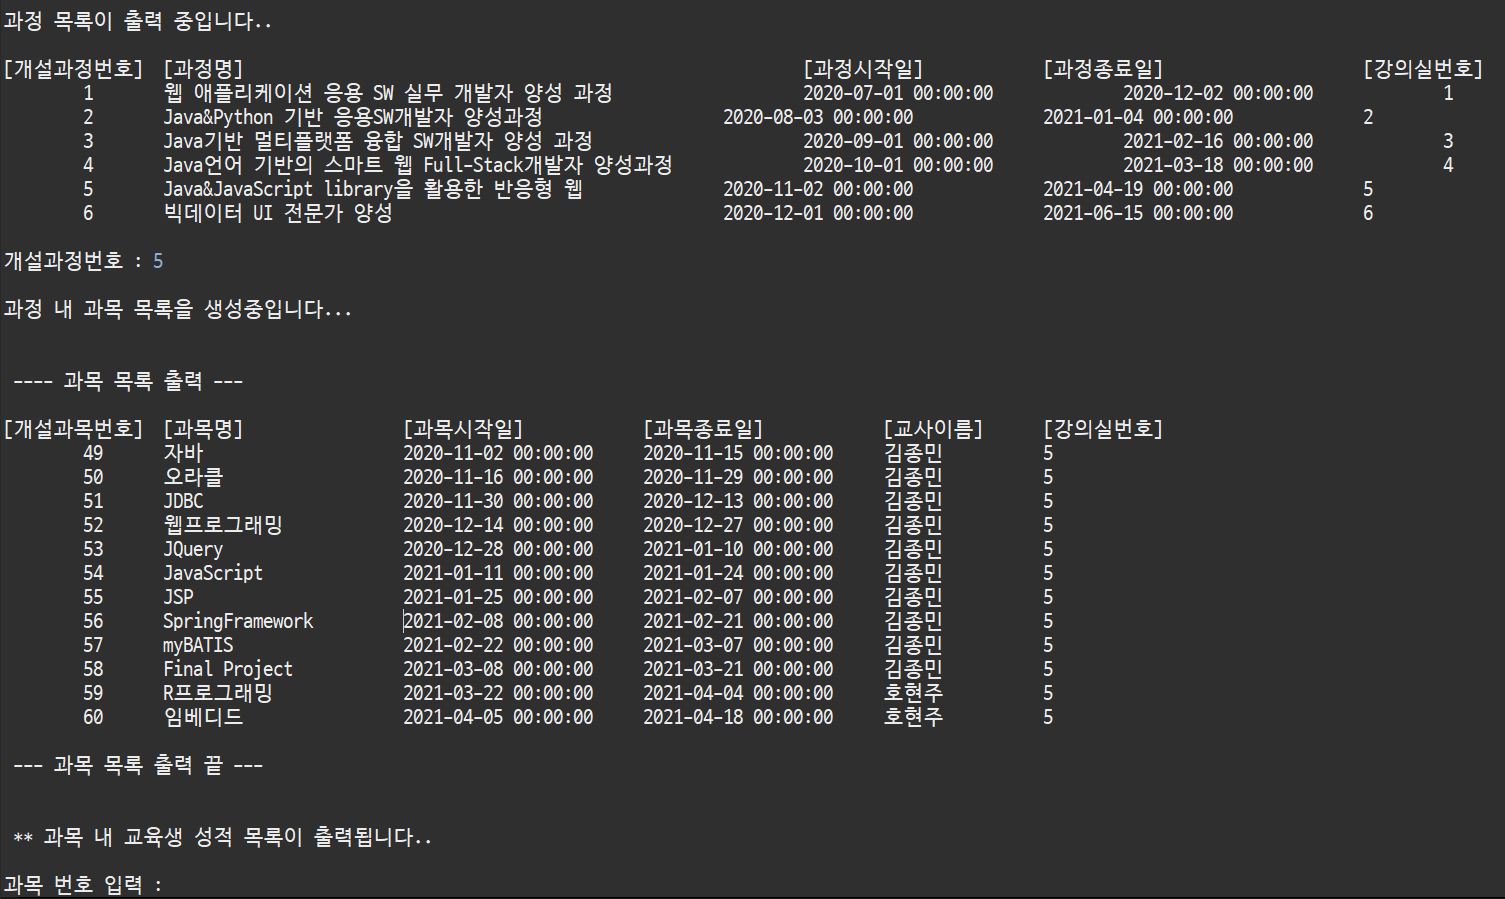 과정 목록이 출력 중입니다..
[개설과정번호] [과정명] [과정시작일] [과정종료일] [강의실번호]
1 웹 애플리케이션 응용 SW 실무 개발자 양성 과정 2020-07-01 00:00:00 2020-12-02 00:00:00 1
2 Java&Python 기반 응용SW개발자 양성과정 2020-08-03 00:00:00 2021-01-04 00:00:00 2
3 Java기반 멀티플랫폼 융합 SW개발자 양성 과정 2020-09-01 00:00:00 2021-02-16 00:00:00 3
4 Java언어 기반의 스마트 웹 Full-Stack개발자 양성과정 2020-10-01 00:00:00 2021-03-18 00:00:00 4
5 Java&JavaScript library을 활용한 반응형 웹 2020-11-02 00:00:00 2021-04-19 00:00:00 5
6 빅데이터 UI 전문가 양성 2020-12-01 00:00:00 2021-06-15 00:00:00 6
개설과정번호 : 5
과정 내 과목 목록을 생성중입니다...
---- 과목 목록 출력 ---
[개설과목번호] [과목명] [과목시작일] [과목종료일] [교사이름] [강의실번호]
49 자바 2020-11-02 00:00:00 2020-11-15 00:00:00 김종민 5
50 오라클 2020-11-16 00:00:00 2020-11-29 00:00:00 김종민 5
51 JDBC 2020-11-30 00:00:00 2020-12-13 00:00:00 김종민 5
52 웹프로그래밍 2020-12-14 00:00:00 2020-12-27 00:00:00 김종민 5
53 JQuery 2020-12-28 00:00:00 2021-01-10 00:00:00 김종민 5
54 JavaScript 2021-01-11 00:00:00 2021-01-24 00:00:00 김종민 5
55 JSP 2021-01-25 00:00:00 2021-02-07 00:00:00 김종민 5
56 SpringFramework 2021-02-08 00:00:00 2021-02-21 00:00:00 김종민 5
57 myBATIS 2021-02-22 00:00:00 2021-03-07 00:00:00 김종민 5
58 Final Project 2021-03-08 00:00:00 2021-03-21 00:00:00 김종민 5
59 R프로그래밍 2021-03-22 00:00:00 2021-04-04 00:00:00 호현주 5
60 임베디드 2021-04-05 00:00:00 2021-04-18 00:00:00 호현주 5
--- 과목 목록 출력 끝 ---
** 과목 내 교육생 성적 목록이 출력됩니다..
과목 번호 입력 :